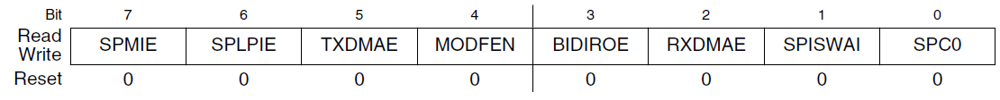 Bit 7 6 5 4 3 2 1 0
Read
Write
SPMIE SPLPIE TXDMAE MODFEN BIDIROE RXDMAE SPISWAI SPC0
Reset 0 0 0 0 0 0 0 0